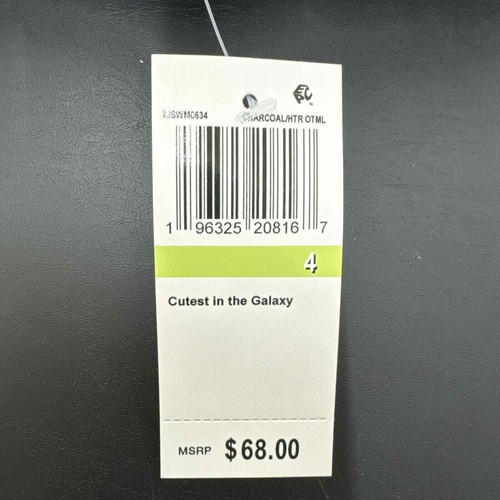 2JSWM0634 CHARCOAL/HTR OTML
1 96325 20816 7
4
Cutest in the Galaxy
MSRP $68.00